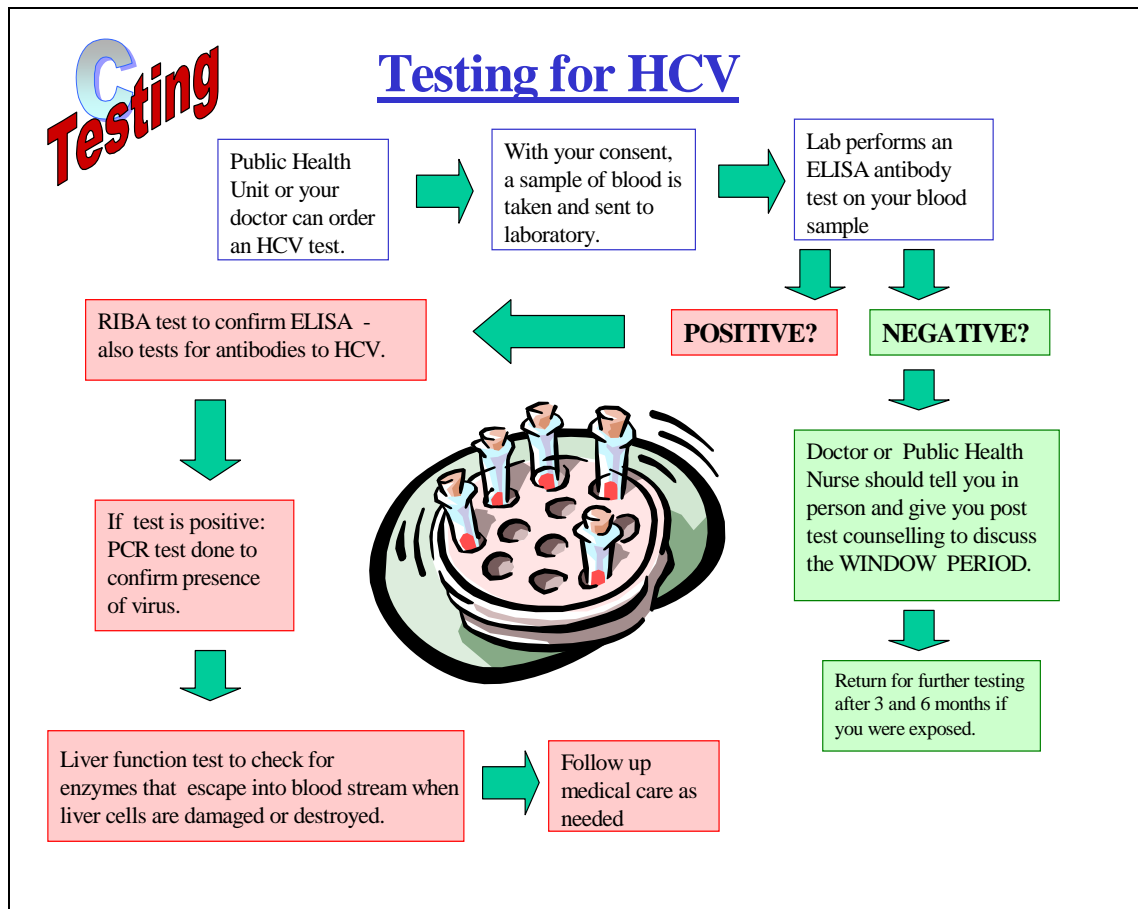 C
Testing
Testing for HCV
Public Health
Unit or your
doctor can order
an HCV test.
With your consent,
a sample of blood is
taken and sent to
laboratory.
Lab performs an
ELISA antibody
test on your blood
sample
POSITIVE?
NEGATIVE?
RIBA test to confirm ELISA -
also tests for antibodies to HCV.
If test is positive:
PCR test done to
confirm presence
of virus.
Liver function test to check for
enzymes that escape into blood stream when
liver cells are damaged or destroyed.
Follow up
medical care as
needed
Doctor or Public Health
Nurse should tell you in
person and give you post
test counselling to discuss
the WINDOW PERIOD.
Return for further testing
after 3 and 6 months if
you were exposed.